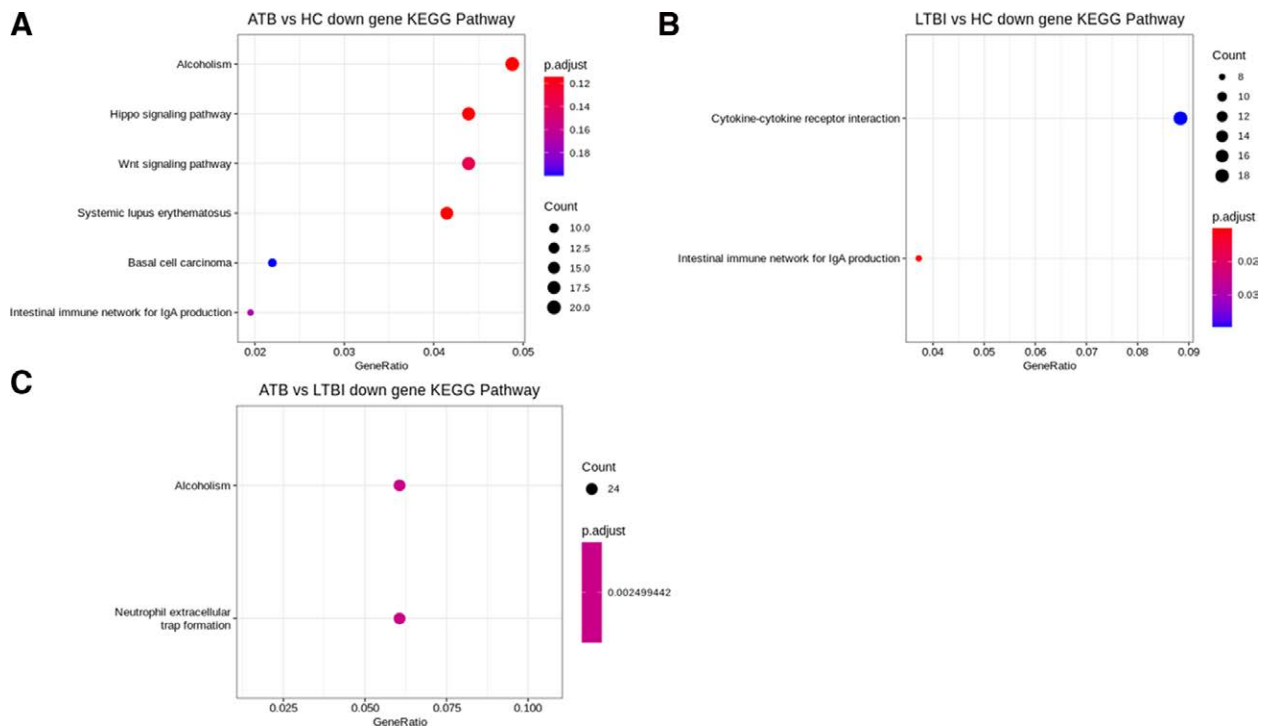 A
ATB vs HC down gene KEGG Pathway
Alcoholism
Hippo signaling pathway
Wnt signaling pathway
Systemic lupus erythematosus
Basal cell carcinoma
Intestinal immune network for IgA production
0.02 0.03 0.04 0.05
GeneRatio
p.adjust
0.12
0.14
0.16
0.18
Count
10.0
12.5
15.0
17.5
20.0
B
LTBI vs HC down gene KEGG Pathway
Cytokine-cytokine receptor interaction
Intestinal immune network for IgA production
0.04 0.05 0.06 0.07 0.08 0.09
GeneRatio
Count
8
10
12
14
16
18
p.adjust
0.02
0.03
C
ATB vs LTBI down gene KEGG Pathway
Alcoholism
Neutrophil extracellular
trap formation
0.025 0.050 0.075 0.100
GeneRatio
Count
24
p.adjust
0.002499442